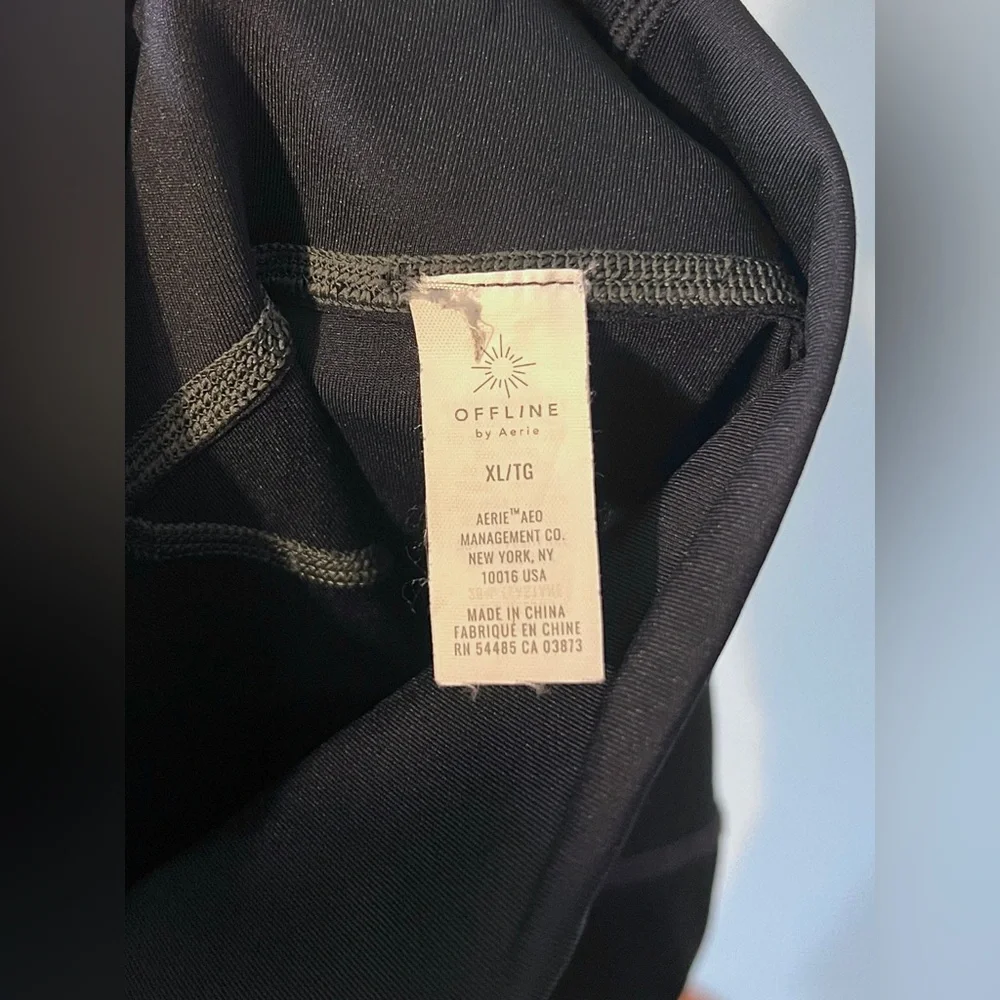 OFFLINE
by Aerie
XL/TG
AERIE™AEO
MANAGEMENT CO.
NEW YORK, NY
10016 USA
MADE IN CHINA
FABRIQUÉ EN CHINE
RN 54485 CA 03873